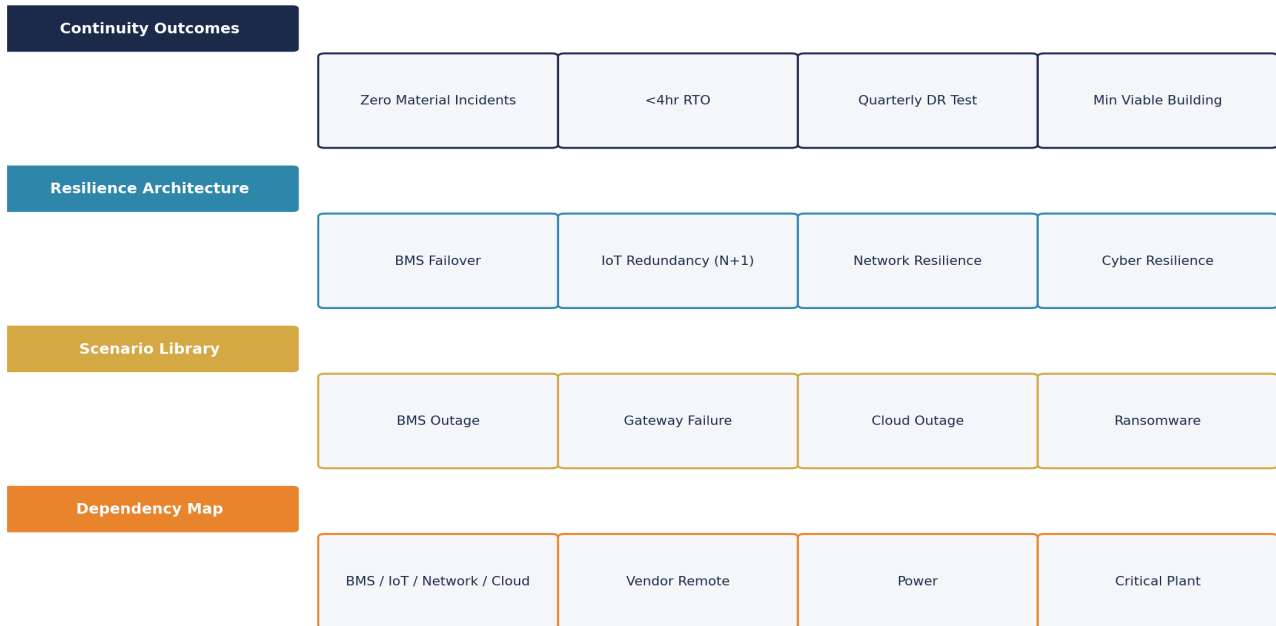 Continuity Outcomes
Zero Material Incidents
<4hr RTO
Quarterly DR Test
Min Viable Building
Resilience Architecture
BMS Failover
IoT Redundancy (N+1)
Network Resilience
Cyber Resilience
Scenario Library
BMS Outage
Gateway Failure
Cloud Outage
Ransomware
Dependency Map
BMS / IoT / Network / Cloud
Vendor Remote
Power
Critical Plant